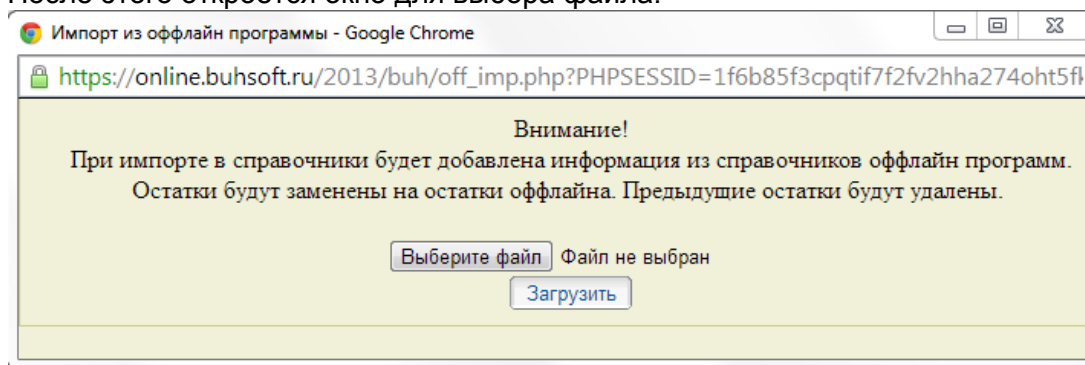 После этого откроется окно для выбора файла:
Импорт из оффлайн программы - Google Chrome
https://online.buhsoft.ru/2013/buh/off_imp.php?PHPSESSID=1f6b85f3cpqtif7f2fv2hha274oht5fl
Внимание!
При импорте в справочники будет добавлена информация из справочников оффлайн программ.
Остатки будут заменены на остатки оффлайна. Предыдущие остатки будут удалены.
Выберите файл Файл не выбран
Загрузить